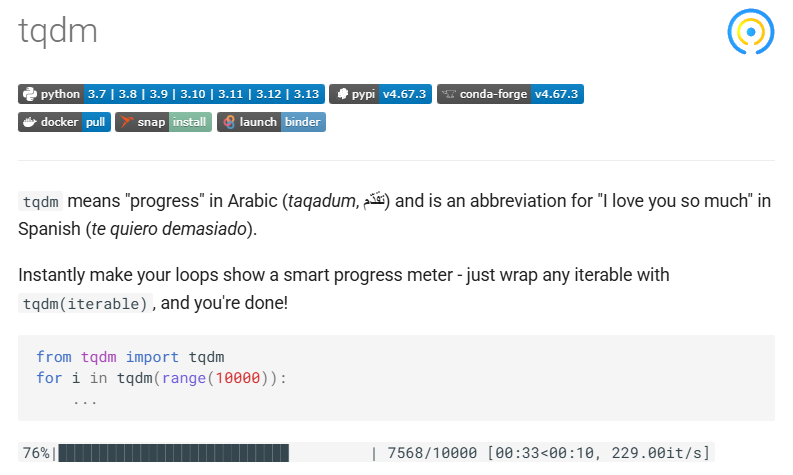 tqdm
python 3.7 | 3.8 | 3.9 | 3.10 | 3.11 | 3.12 | 3.13 pypi v4.67.3 conda-forge v4.67.3
docker pull snap install launch binder
tqdm means "progress" in Arabic (taqadum, تقدّم) and is an abbreviation for "I love you so much" in
Spanish (te quiero demasiado).
Instantly make your loops show a smart progress meter - just wrap any iterable with
tqdm(iterable), and you're done!
from tqdm import tqdm
for i in tqdm(range(10000)):
...
76%|████████████████████████████ | 7568/10000 [00:33<00:10, 229.00it/s]